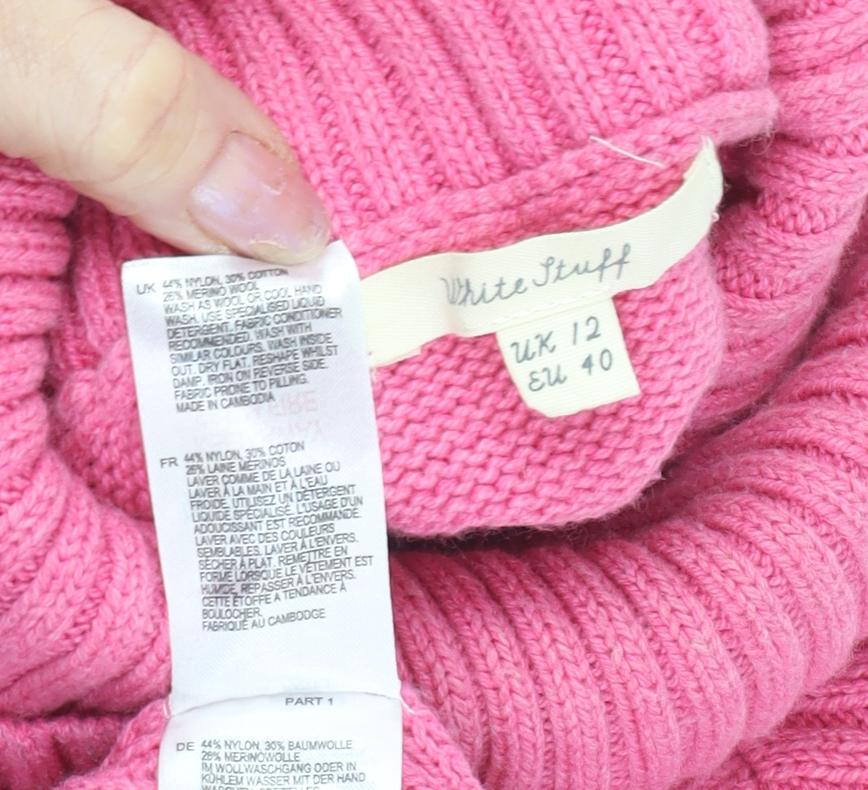 UK 44% NYLON, 30% COTTON
26% MERINO WOOL
WASH AS WOOL OR COOL HAND
WASH. USE SPECIALISED LIQUID
DETERGENT. FABRIC CONDITIONER
RECOMMENDED. WASH WITH
SIMILAR COLOURS. WASH INSIDE
OUT. DRY FLAT. RESHAPE WHILST
DAMP. IRON ON REVERSE SIDE.
FABRIC PRONE TO PILLING.
MADE IN CAMBODIA
FR 44% NYLON, 30% COTON
26% LAINE MÉRINOS
LAVER COMME DE LA LAINE OU
LAVER À LA MAIN ET À L'EAU
FROIDE. UTILISEZ UN DÉTERGENT
LIQUIDE SPÉCIALISÉ. L'USAGE D'UN
ADOUCISSANT EST RECOMMANDÉ.
LAVER AVEC DES COULEURS
SEMBLABLES. LAVER À L'ENVERS.
SÉCHER À PLAT. REMETTRE EN
FORME LORSQUE LE VÊTEMENT EST
HUMIDE. REPASSER À L'ENVERS.
CETTE ÉTOFFE A TENDANCE À
BOULOCHER.
FABRIQUÉ AU CAMBODGE
PART 1
DE 44% NYLON, 30% BAUMWOLLE
26% MERINOWOLLE
IM WOLLWASCHGANG ODER IN
KÜHLEM WASSER MIT DER HAND
White Stuff
UK 12
EU 40